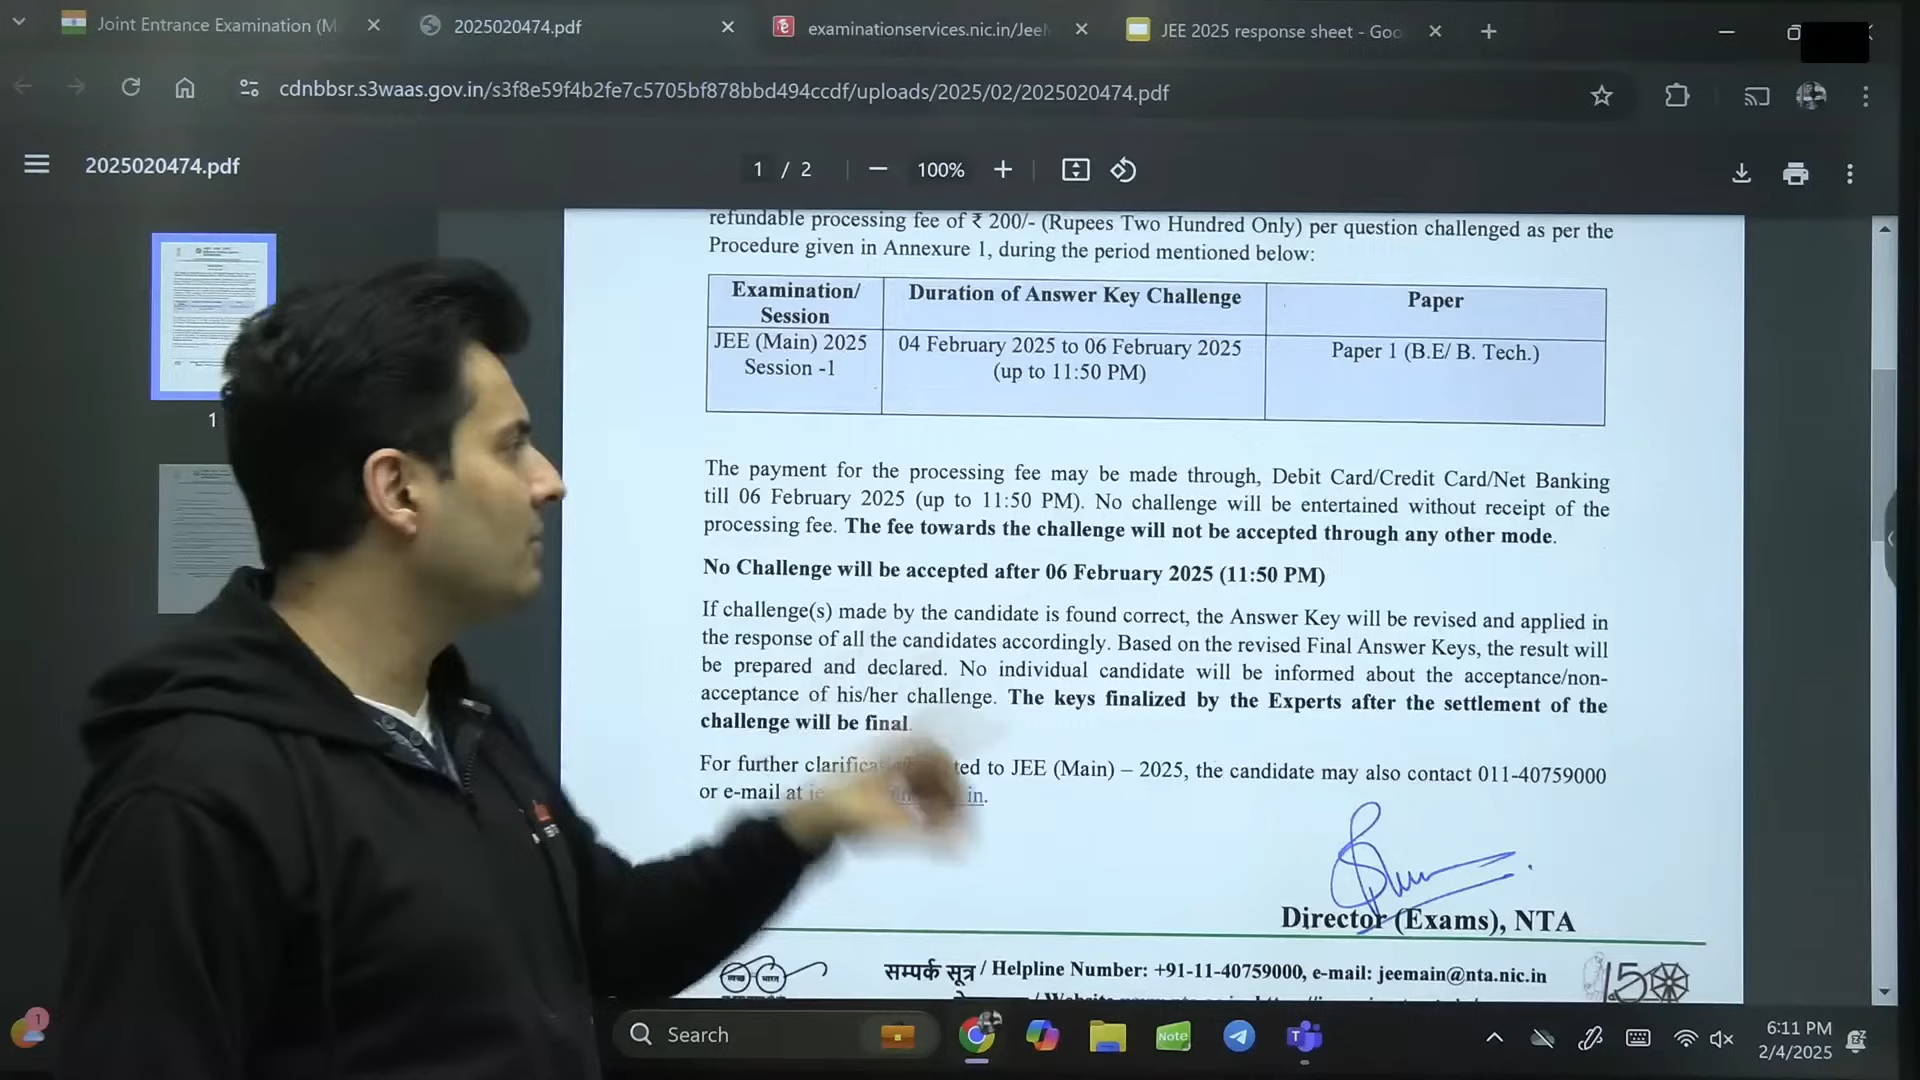 Joint Entrance Examination (M
2025020474.pdf
examinationservices.nic.in/Jeel
JEE 2025 response sheet - Goo
cdnbbsr.s3waas.gov.in/s3f8e59f4b2fe7c5705bf878bbd494ccdf/uploads/2025/02/2025020474.pdf
2025020474.pdf
1 / 2
100%
1
refundable processing fee of ₹ 200/- (Rupees Two Hundred Only) per question challenged as per the
Procedure given in Annexure 1, during the period mentioned below:
Examination/ Session
Duration of Answer Key Challenge
Paper
JEE (Main) 2025 Session -1
04 February 2025 to 06 February 2025 (up to 11:50 PM)
Paper 1 (B.E/ B. Tech.)
The payment for the processing fee may be made through, Debit Card/Credit Card/Net Banking
till 06 February 2025 (up to 11:50 PM). No challenge will be entertained without receipt of the
processing fee. The fee towards the challenge will not be accepted through any other mode.
No Challenge will be accepted after 06 February 2025 (11:50 PM)
If challenge(s) made by the candidate is found correct, the Answer Key will be revised and applied in
the response of all the candidates accordingly. Based on the revised Final Answer Keys, the result will
be prepared and declared. No individual candidate will be informed about the acceptance/non-
acceptance of his/her challenge. The keys finalized by the Experts after the settlement of the
challenge will be final.
For further to JEE (Main) – 2025, the candidate may also contact 011-40759000
or e-mail at in.
Director (Exams), NTA
स्वच्छ भारत
सम्पर्क सूत्र / Helpline Number: +91-11-40759000, e-mail: jeemain@nta.nic.in
150
/ Website
1
Search
Note
6:11 PM
2/4/2025